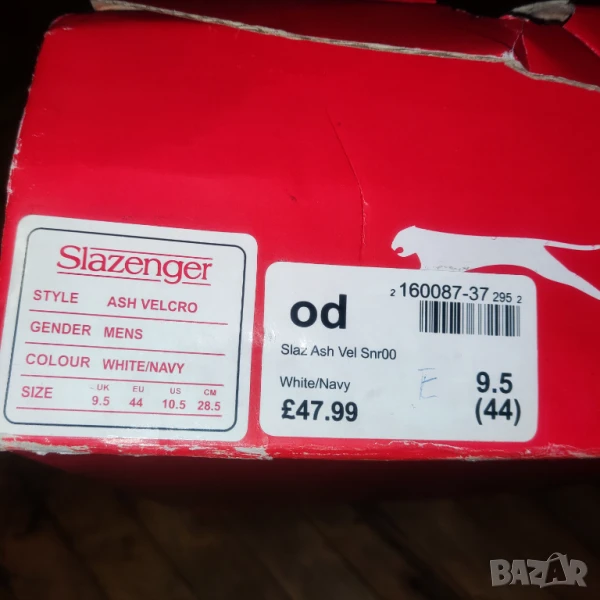 Slazenger
STYLE ASH VELCRO
GENDER MENS
COLOUR WHITE/NAVY
SIZE
UK EU US CM
9.5 44 10.5 28.5
od
2 160087-37 295 2
Slaz Ash Vel Snr00
White/Navy
E
9.5
£47.99
(44)
BAZAR